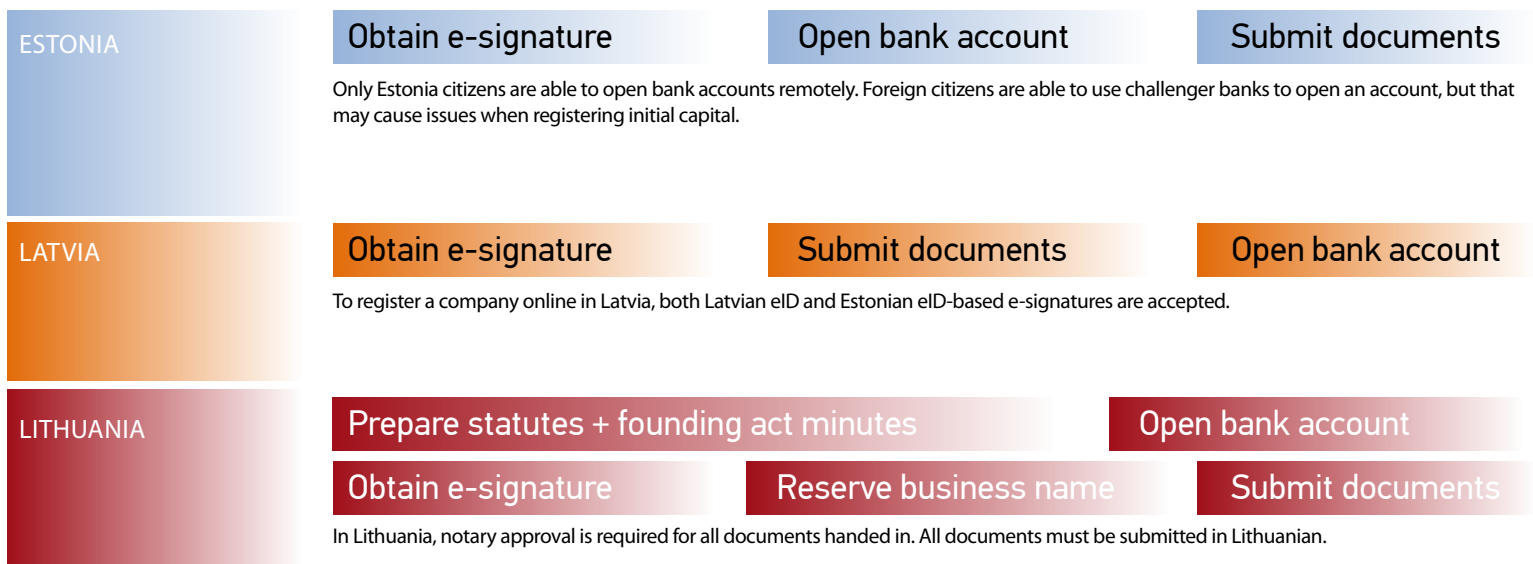 ESTONIA
Obtain e-signature
Open bank account
Submit documents
Only Estonia citizens are able to open bank accounts remotely. Foreign citizens are able to use challenger banks to open an account, but that
may cause issues when registering initial capital.
LATVIA
Obtain e-signature
Submit documents
Open bank account
To register a company online in Latvia, both Latvian eID and Estonian eID-based e-signatures are accepted.
LITHUANIA
Prepare statutes + founding act minutes
Open bank account
Obtain e-signature
Reserve business name
Submit documents
In Lithuania, notary approval is required for all documents handed in. All documents must be submitted in Lithuanian.